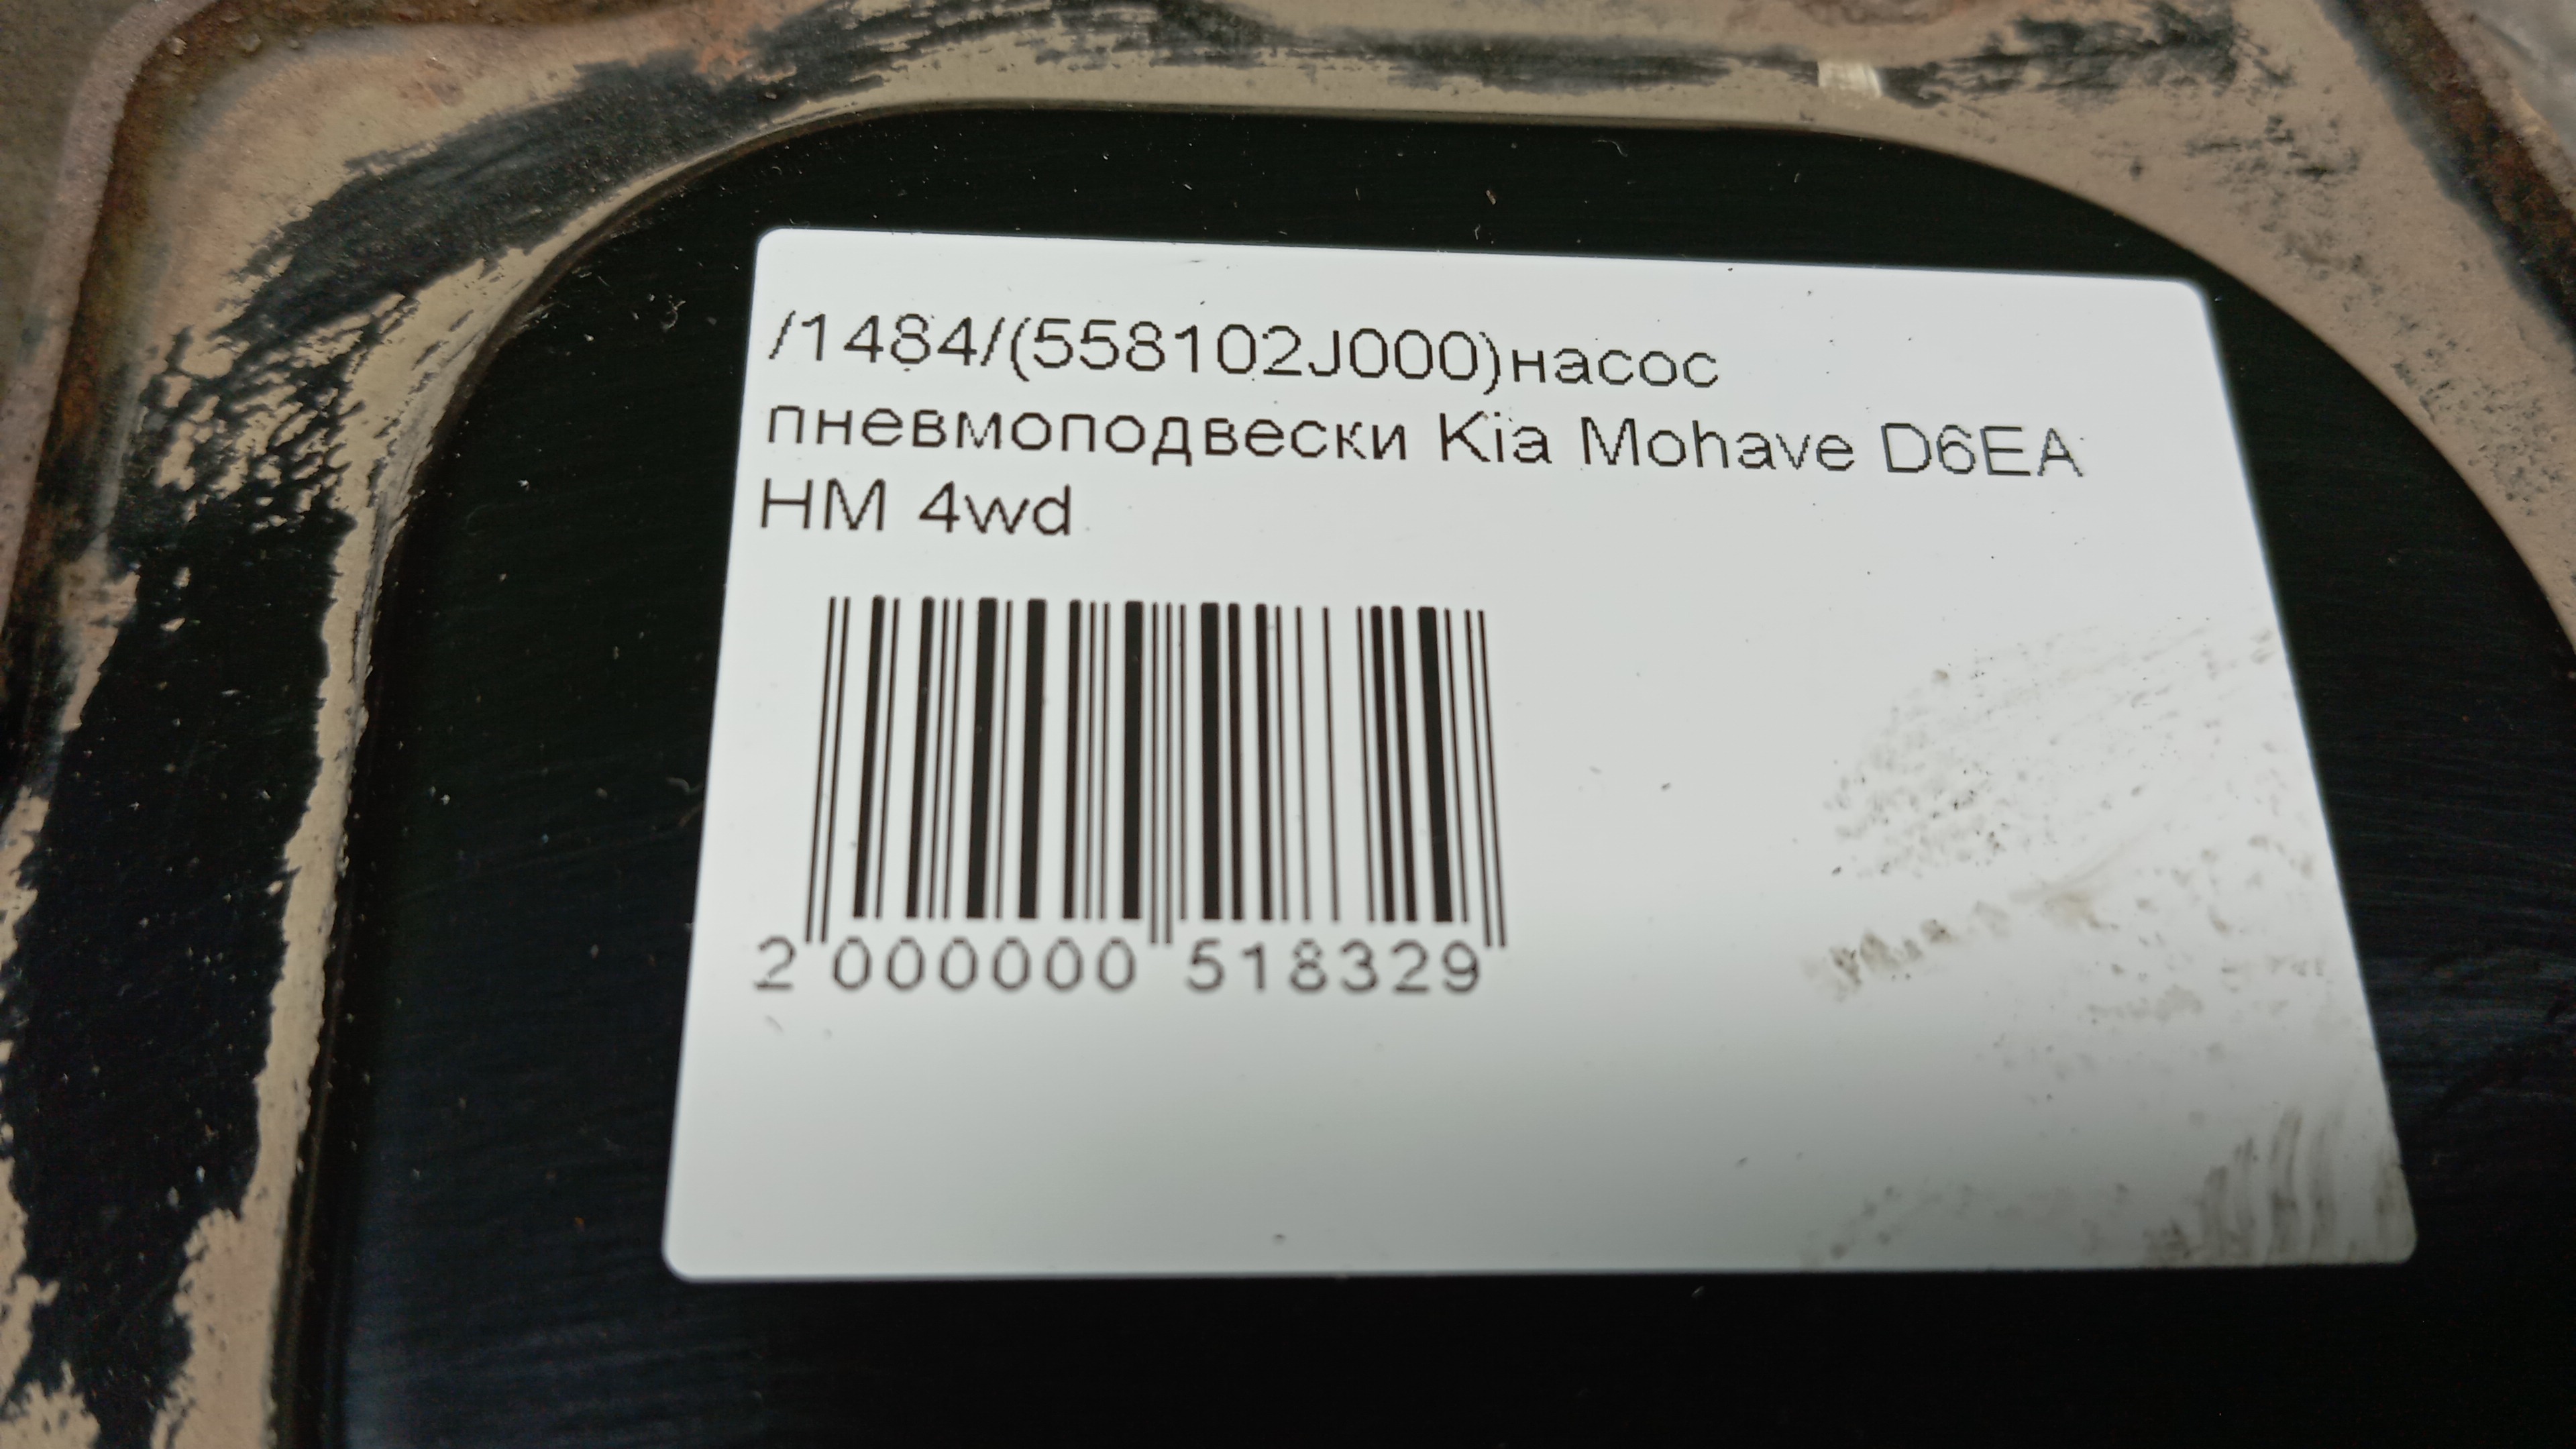 /1484/(558102J000)насос
пневмоподвески Kia Mohave D6EA
HM 4wd
2 000000 518329